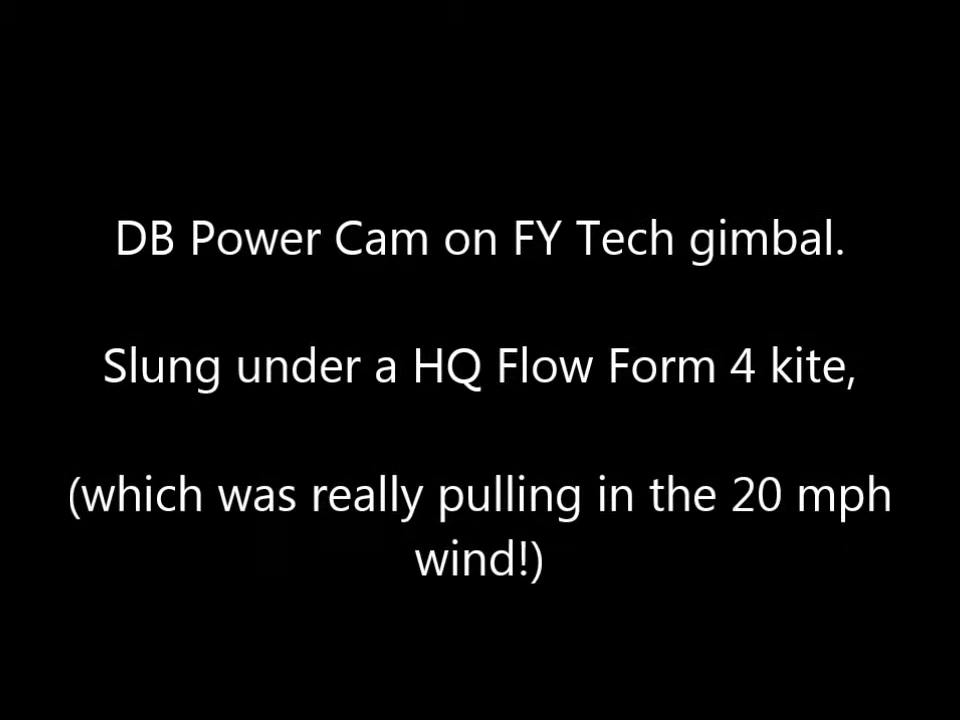 DB Power Cam on FY Tech gimbal.
Slung under a HQ Flow Form 4 kite,
(which was really pulling in the 20 mph
wind!)